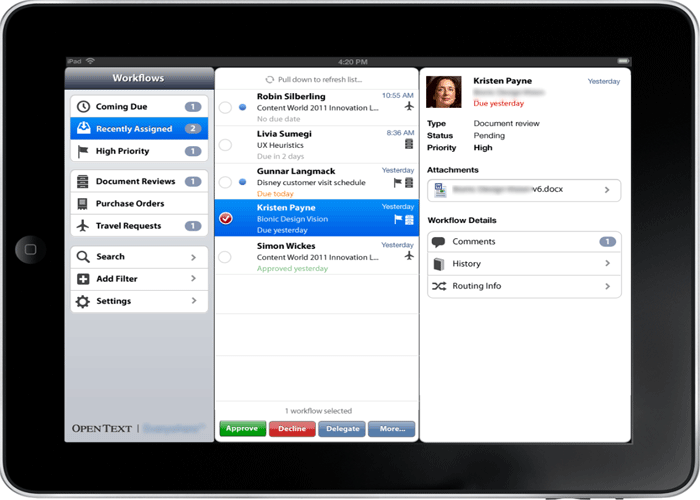 iPad
4:20 PM
Workflows
Coming Due 1
Recently Assigned 2
High Priority 1
Document Reviews 1
Purchase Orders
Travel Requests 1
Search
Add Filter
Settings
OPEN TEXT |
Pull down to refresh list...
Robin Silberling 10:55 AM
Content World 2011 Innovation L...
No due date
Livia Sumegi 8:36 AM
UX Heuristics
Due in 2 days
Gunnar Langmack Yesterday
Disney customer visit schedule
Due today
Kristen Payne Yesterday
Bionic Design Vision
Due yesterday
Simon Wickes Yesterday
Content World 2011 Innovation L...
Approved yesterday
1 workflow selected
Approve Decline Delegate More...
Kristen Payne Yesterday
Due yesterday
Type Document review
Status Pending
Priority High
Attachments
v6.docx
Workflow Details
Comments 1
History
Routing Info